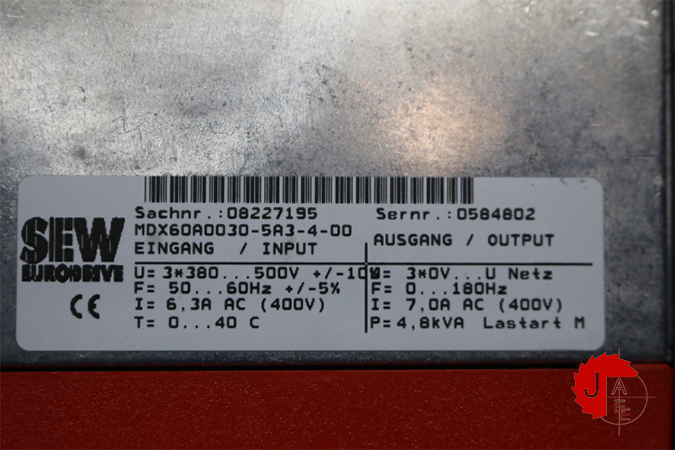 Sachnr.:08227195 Sernr.:0584802
MDX60A0030-5A3-4-00
EINGANG / INPUT AUSGANG / OUTPUT
SEW
EURODRIVE
CE
U= 3*380...500V +/-10% U= 3*0V...U Netz
F= 50...60Hz +/-5% F= 0...180Hz
I= 6,3A AC (400V) I= 7,0A AC (400V)
T= 0...40 C P= 4,8kVA Lastart M
J